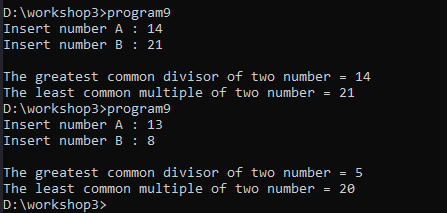 D:\workshop3>program9
Insert number A : 14
Insert number B : 21
The greatest common divisor of two number = 14
The least common multiple of two number = 21
D:\workshop3>program9
Insert number A : 13
Insert number B : 8
The greatest common divisor of two number = 5
The least common multiple of two number = 20
D:\workshop3>